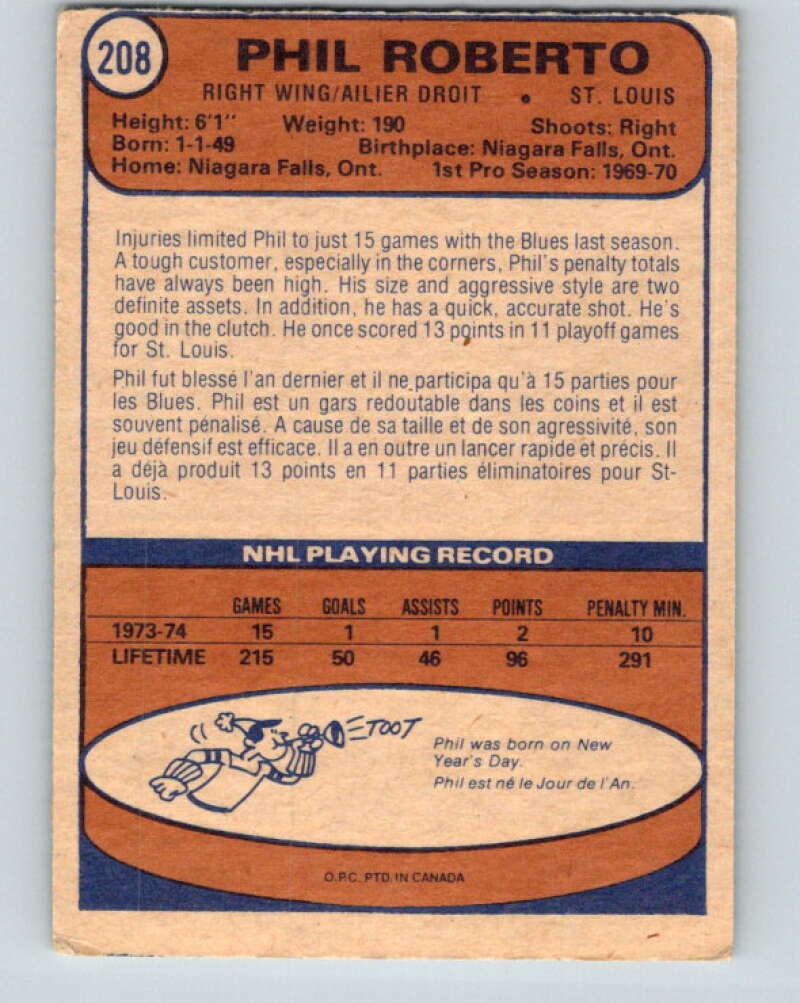 208
PHIL ROBERTO
RIGHT WING/AILIER DROIT • ST. LOUIS
Height: 6'1" Weight: 190 Shoots: Right
Born: 1-1-49 Birthplace: Niagara Falls, Ont.
Home: Niagara Falls, Ont. 1st Pro Season: 1969-70
Injuries limited Phil to just 15 games with the Blues last season.
A tough customer, especially in the corners, Phil's penalty totals
have always been high. His size and aggressive style are two
definite assets. In addition, he has a quick, accurate shot. He's
good in the clutch. He once scored 13 points in 11 playoff games
for St. Louis.
Phil fut blessé l'an dernier et il ne participa qu'à 15 parties pour
les Blues. Phil est un gars redoutable dans les coins et il est
souvent pénalisé. A cause de sa taille et de son agressivité, son
jeu défensif est efficace. Il a en outre un lancer rapide et précis. Il
a déjà produit 13 points en 11 parties éliminatoires pour St-
Louis.
NHL PLAYING RECORD
GAMES GOALS ASSISTS POINTS PENALTY MIN.
1973-74 15 1 1 2 10
LIFETIME 215 50 46 96 291
TOOT
Phil was born on New
Year's Day.
Phil est né le Jour de l'An.
O.P.C. PTD. IN CANADA